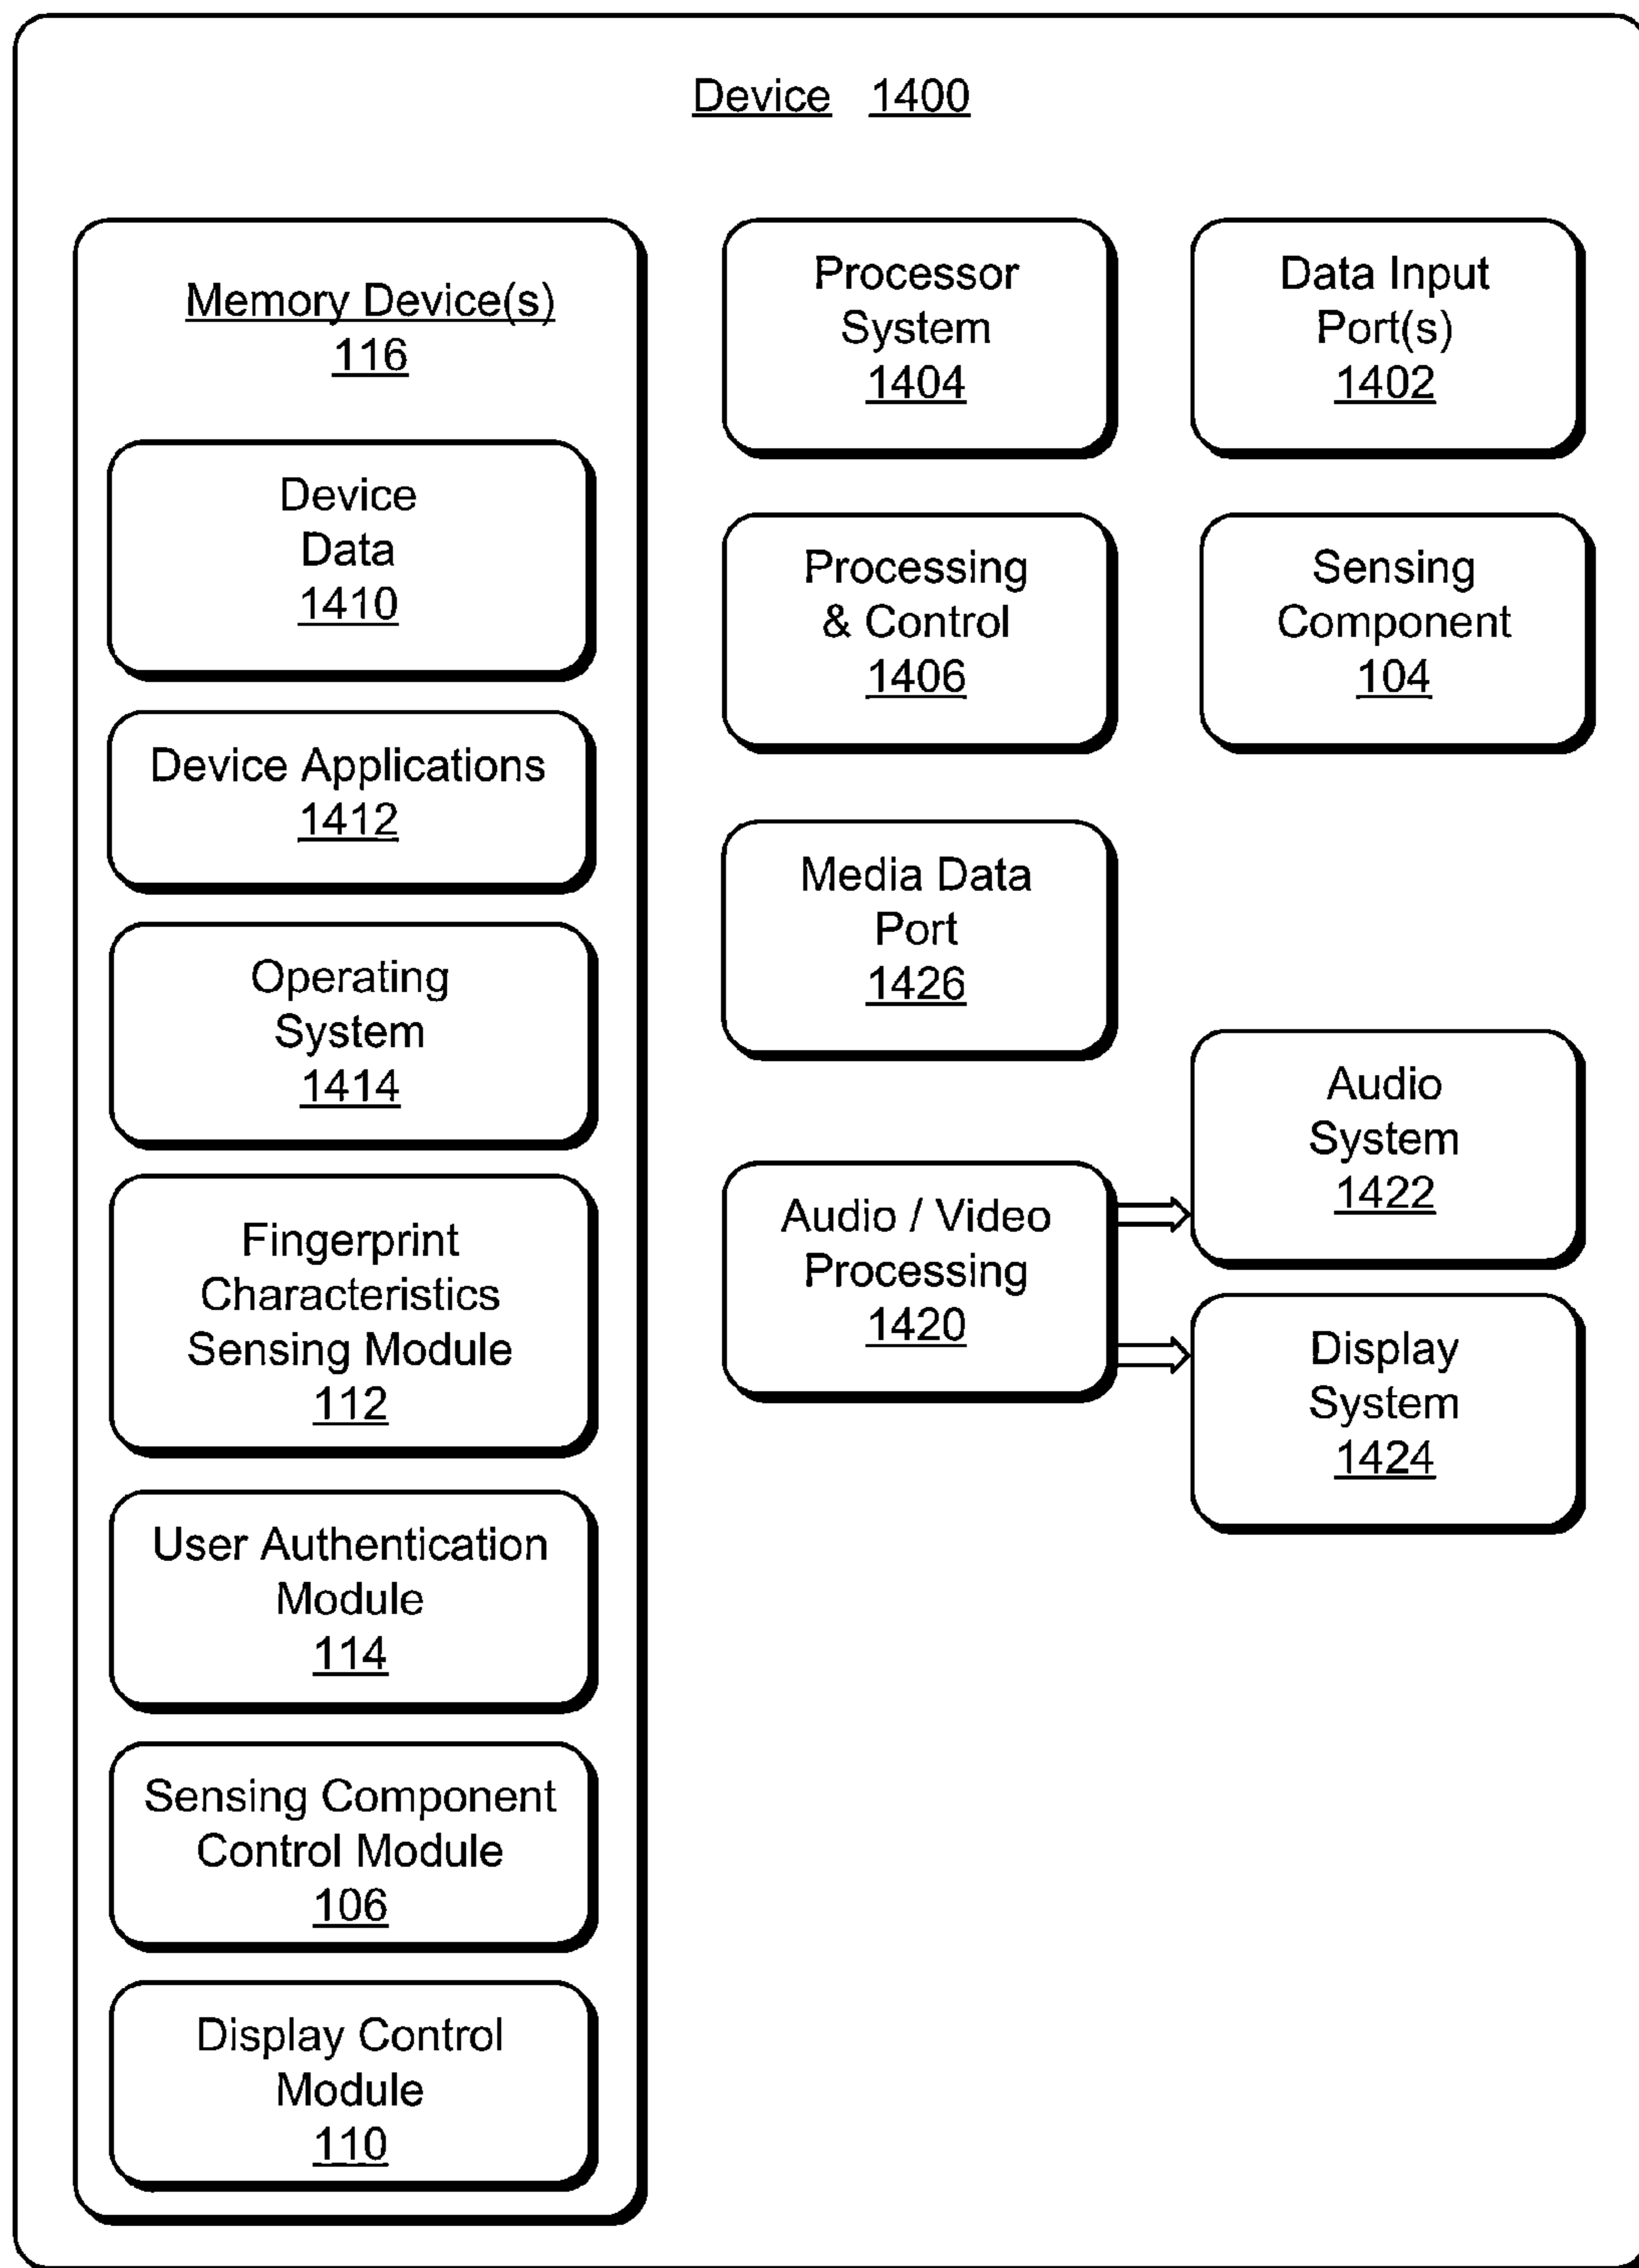 Device 1400
Memory Device(s)
116
Device
Data
1410
Device Applications
1412
Operating
System
1414
Fingerprint
Characteristics
Sensing Module
112
User Authentication
Module
114
Sensing Component
Control Module
106
Display Control
Module
110
Processor
System
1404
Data Input
Port(s)
1402
Processing
& Control
1406
Sensing
Component
104
Media Data
Port
1426
Audio / Video
Processing
1420
Audio
System
1422
Display
System
1424